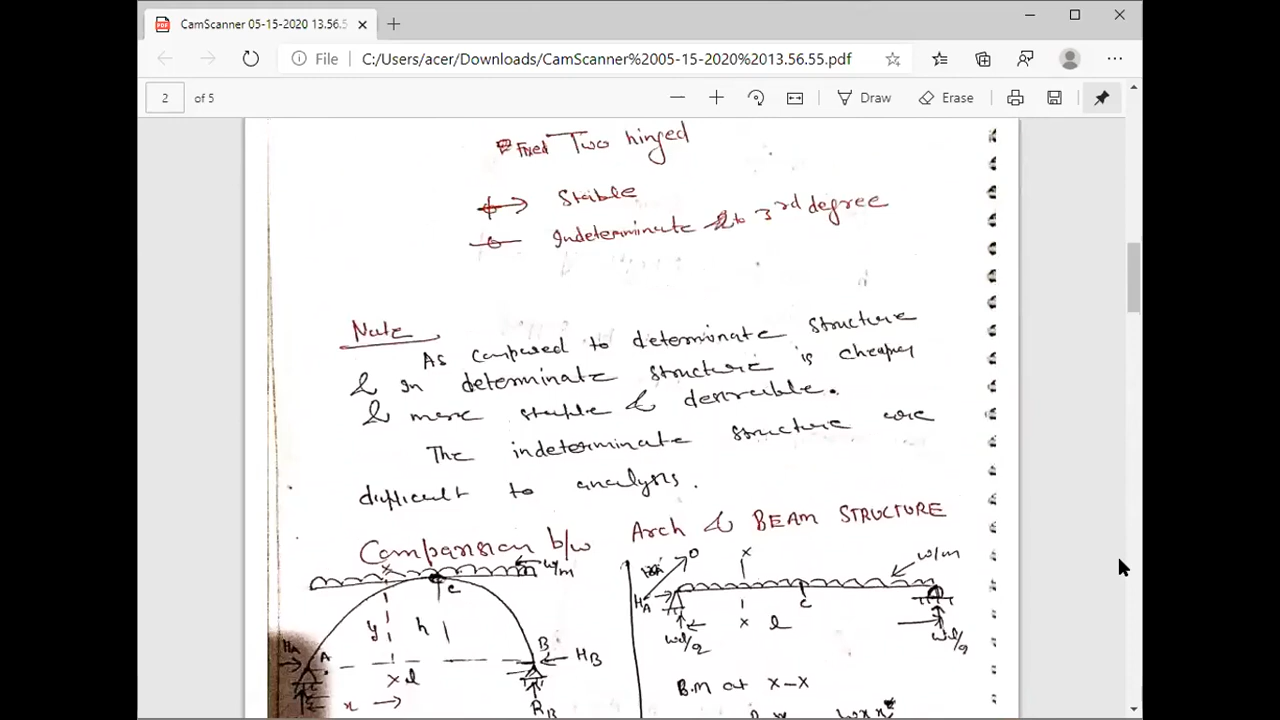 CamScanner 05-15-2020 13.56.5
File C:/Users/acer/Downloads/CamScanner%2005-15-2020%2013.56.55.pdf
2 of 5 Draw Erase
Fixed Two hinged
Stable
Indeterminate to 3rd degree
Note
As compared to determinate structure
& In determinate structure is cheaper
& more stable & desirable.
The indeterminate structure are
difficult to analysis.
Comparision b/w Arch & BEAM STRUCTURE
w/m
x
c
y h
HA A
B HB
x l
x
RB
O
x
w/m
HA
c
x l
wl/2
wl/2
B.M at x-x